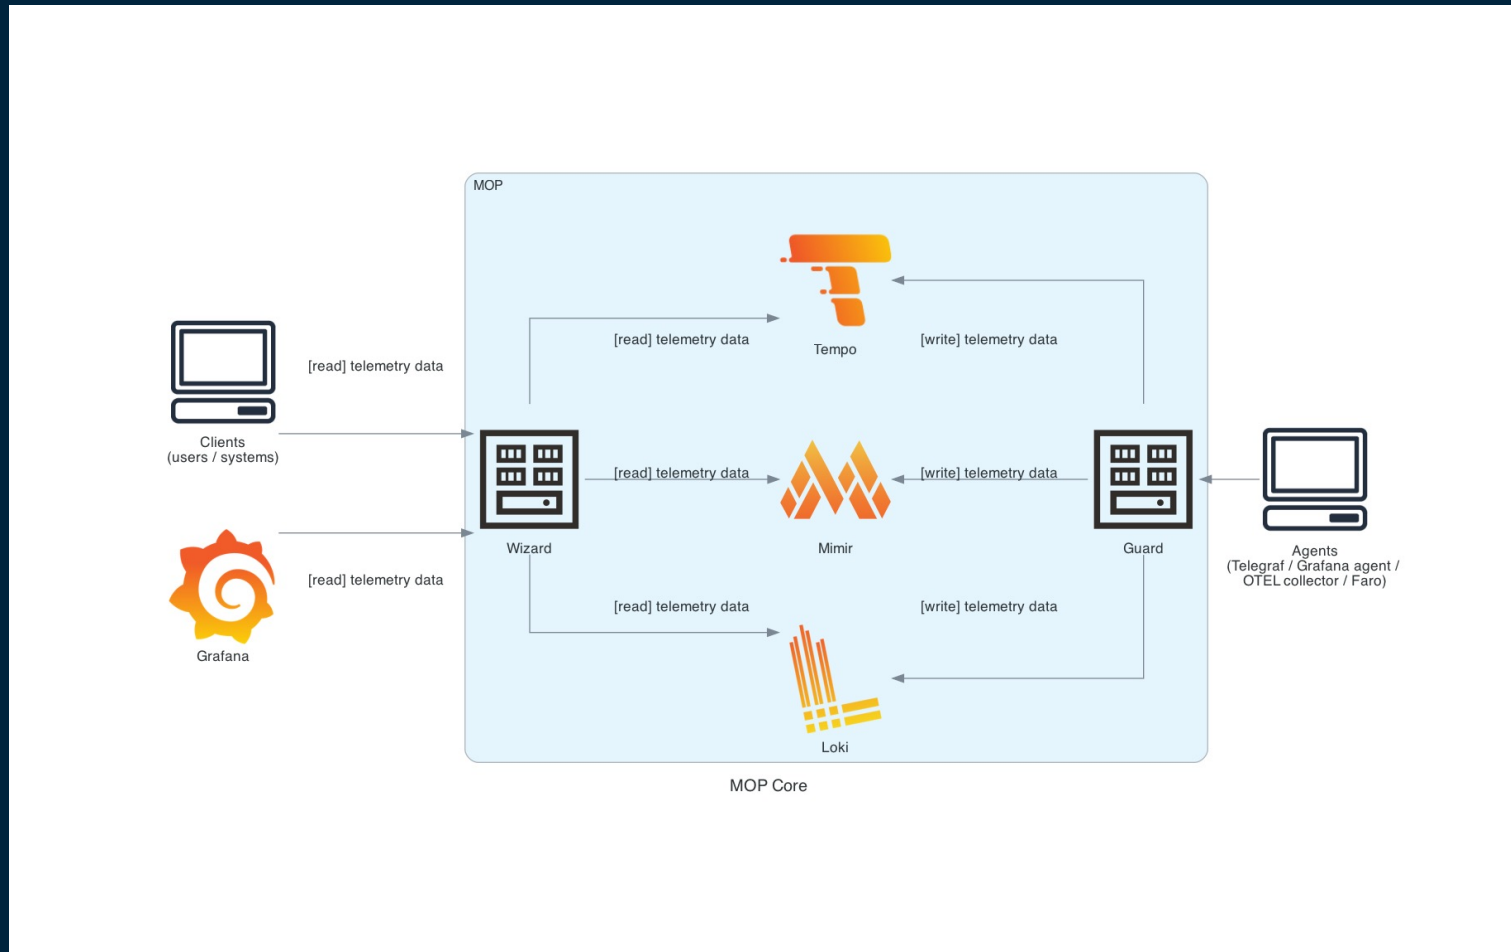 MOP
[read] telemetry data
[write] telemetry data
Tempo
[read] telemetry data
Clients
(users / systems)
[read] telemetry data
[write] telemetry data
Wizard
Mimir
Guard
Agents
(Telegraf / Grafana agent /
OTEL collector / Faro)
[read] telemetry data
Grafana
[read] telemetry data
[write] telemetry data
Loki
MOP Core